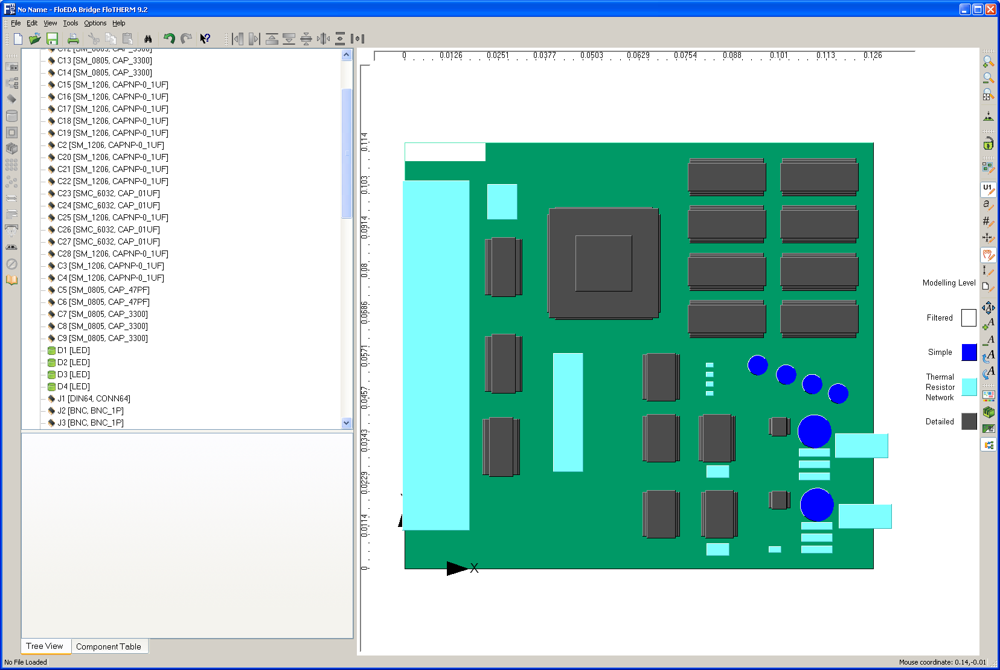 No Name - FloEDA Bridge FloTHERM 9.2
File Edit View Tools Options Help
C12 [SM_0805, CAP_3300]
C13 [SM_0805, CAP_3300]
C14 [SM_0805, CAP_3300]
C15 [SM_1206, CAPNP-0_1UF]
C16 [SM_1206, CAPNP-0_1UF]
C17 [SM_1206, CAPNP-0_1UF]
C18 [SM_1206, CAPNP-0_1UF]
C19 [SM_1206, CAPNP-0_1UF]
C2 [SM_1206, CAPNP-0_1UF]
C20 [SM_1206, CAPNP-0_1UF]
C21 [SM_1206, CAPNP-0_1UF]
C22 [SM_1206, CAPNP-0_1UF]
C23 [SMC_6032, CAP_01UF]
C24 [SMC_6032, CAP_01UF]
C25 [SM_1206, CAPNP-0_1UF]
C26 [SMC_6032, CAP_01UF]
C27 [SMC_6032, CAP_01UF]
C28 [SM_1206, CAPNP-0_1UF]
C3 [SM_1206, CAPNP-0_1UF]
C4 [SM_1206, CAPNP-0_1UF]
C5 [SM_0805, CAP_47PF]
C6 [SM_0805, CAP_47PF]
C7 [SM_0805, CAP_3300]
C8 [SM_0805, CAP_3300]
C9 [SM_0805, CAP_3300]
D1 [LED]
D2 [LED]
D3 [LED]
D4 [LED]
J1 [DIN64, CONN64]
J2 [BNC, BNC_1P]
J3 [BNC, BNC_1P]
Tree View Component Table
0 0.0126 0.0251 0.0377 0.0503 0.0629 0.0754 0.088 0.101 0.113 0.126
0.114
0.103
0.0914
0.08
0.0686
0.0571
0.0457
0.0343
0.0229
0.0114
0
X
Modelling Level
Filtered
Simple
Thermal
Resistor
Network
Detailed
U1
a
#
A
A
A
A
A
No File Loaded
Mouse coordinate: 0.14,-0.01